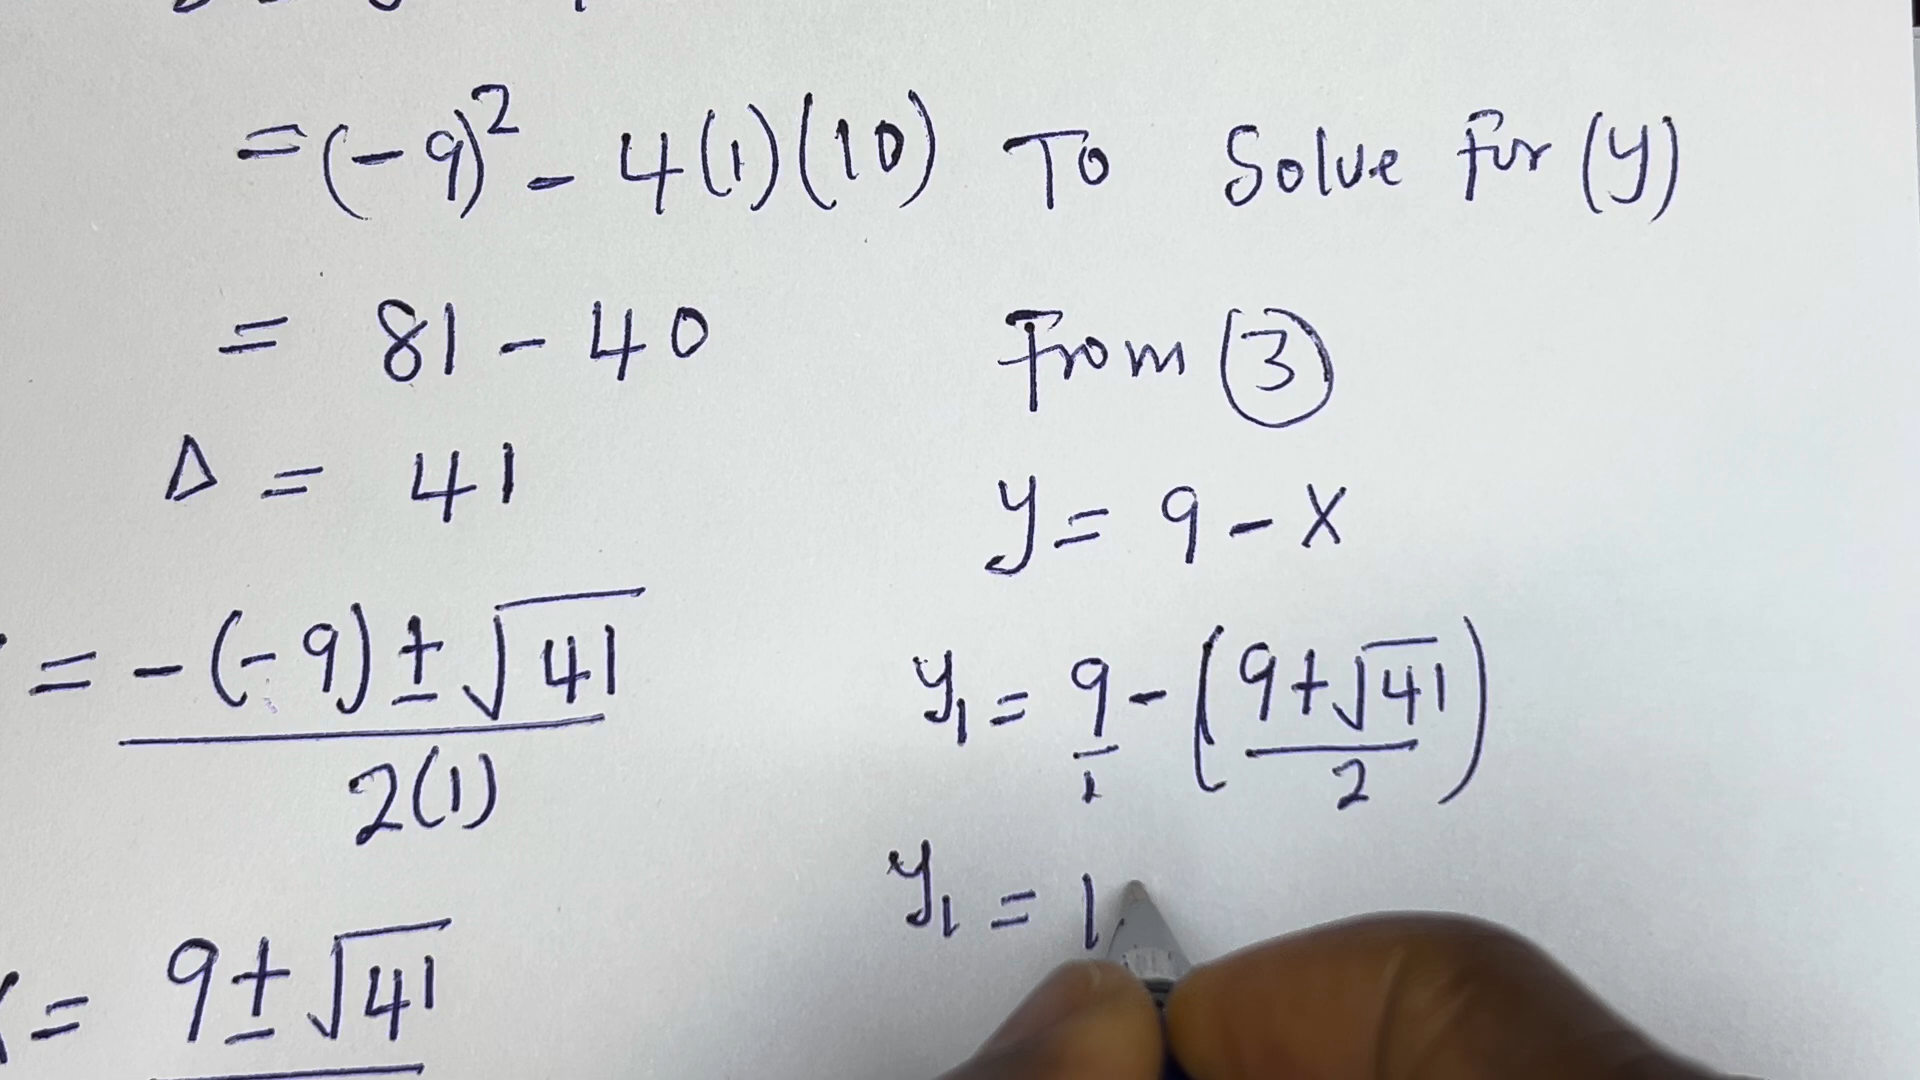 = (-9)² - 4(1)(10)
= 81 - 40
Δ = 41
= -(-9) ± √41
2(1)
= 9 ± √41
To Solve For (y)
From ③
y = 9 - x
y₁ = 9/1 - (9+√41 / 2)
y₁ = 1